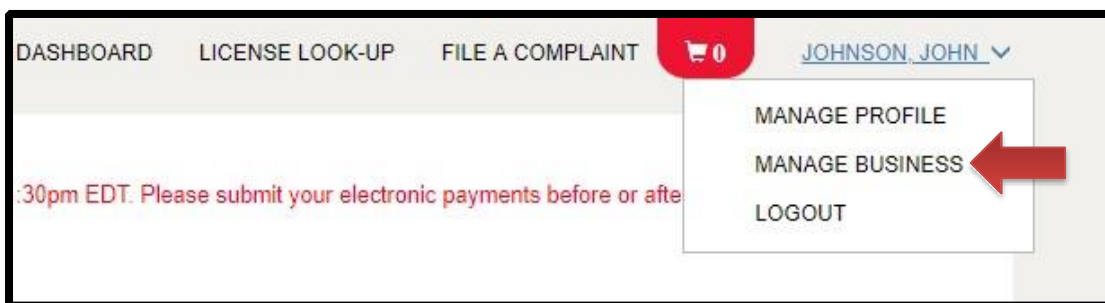 DASHBOARD LICENSE LOOK-UP FILE A COMPLAINT 0 JOHNSON, JOHN
MANAGE PROFILE
MANAGE BUSINESS
:30pm EDT. Please submit your electronic payments before or afte
LOGOUT